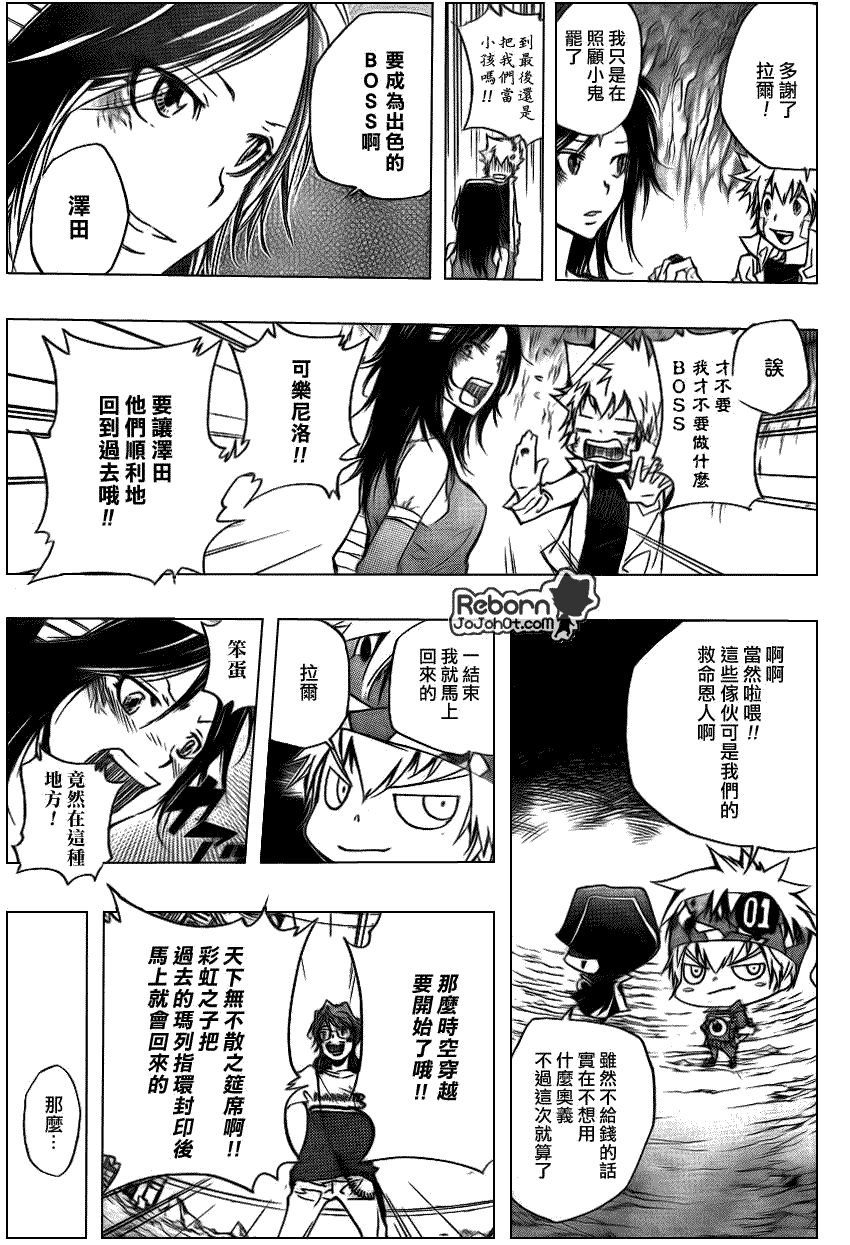 多謝了
拉爾！
我只是在
照顧小鬼
罷了
到最後還是
把我們當
小孩嗎！！
要成為出色的
BOSS啊
澤田
誒
才不要
我才不要做什麼
BOSS
可樂尼洛！！
要讓澤田
他們順利地
回到過去哦！！
Reborn
JoJoHot.com
啊啊
當然啦喂！！
這些傢伙可是我們的
救命恩人啊
01
雖然不給錢的話
實在不想用
什麼奧義
不過這次就算了
一結束
我就馬上
回來的
拉爾
笨蛋
竟然在這種
地方！
那麼時空穿越
要開始了哦！！
天下無不散之筵席啊！！
彩虹之子把
過去的瑪列指環封印後
馬上就會回來的
那麼…